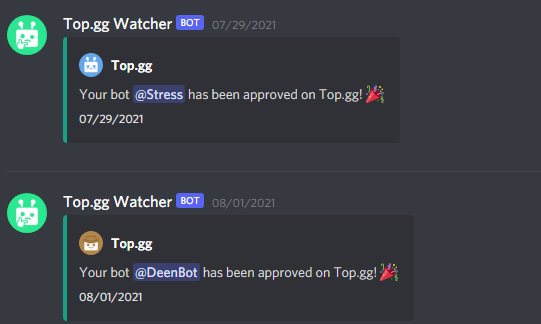 Top.gg Watcher BOT 07/29/2021
Top.gg
Your bot @Stress has been approved on Top.gg! 🎉
07/29/2021
Top.gg Watcher BOT 08/01/2021
Top.gg
Your bot @DeenBot has been approved on Top.gg! 🎉
08/01/2021